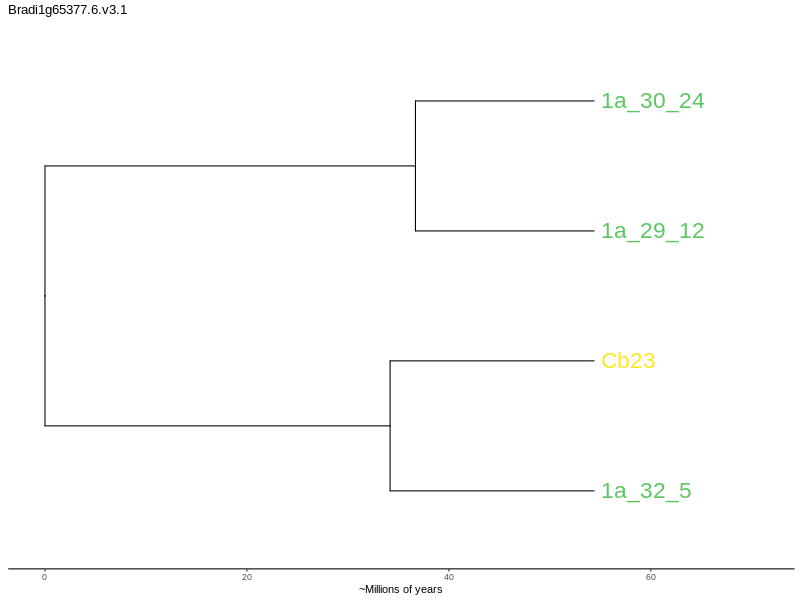 Bradi1g65377.6.v3.1
1a_30_24
1a_29_12
Cb23
1a_32_5
0 20 40 60
~Millions of years